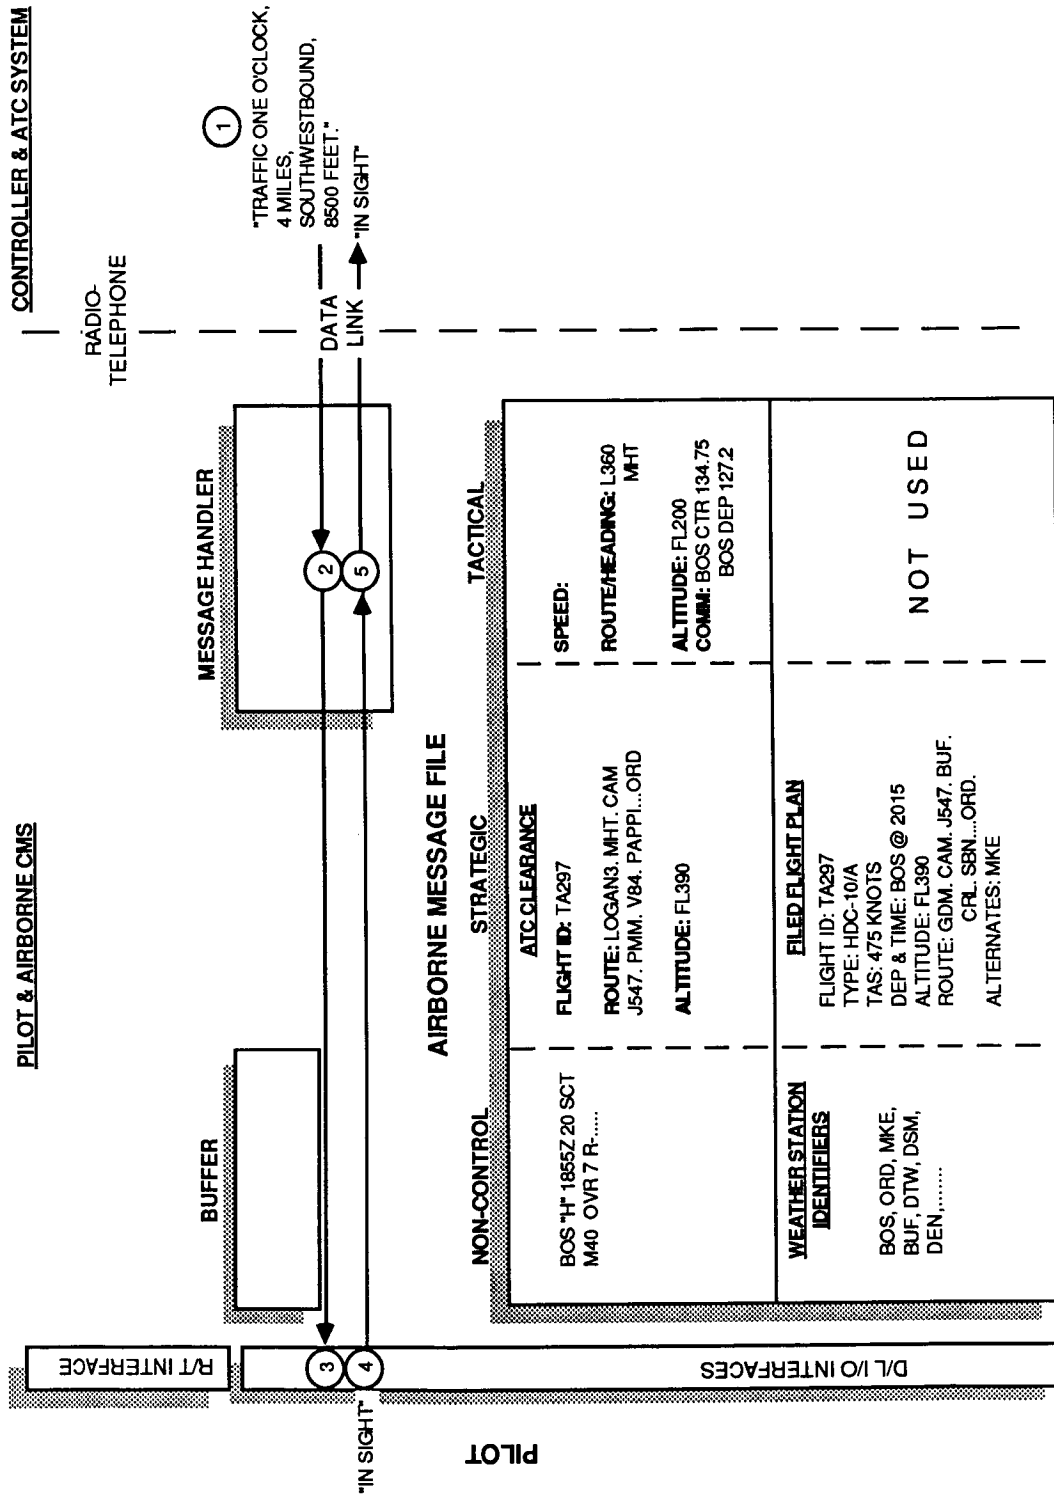 PILOT & AIRBORNE CMS
CONTROLLER & ATC SYSTEM
RADIO-
TELEPHONE
R/T INTERFACE
BUFFER
MESSAGE HANDLER
1
"TRAFFIC ONE O'CLOCK,
4 MILES,
SOUTHWESTBOUND,
8500 FEET."
DATA
LINK
"IN SIGHT"
2
5
3
4
"IN SIGHT"
PILOT
D/L I/O INTERFACES
AIRBORNE MESSAGE FILE
NON-CONTROL
STRATEGIC
TACTICAL
BOS "H" 1855Z 20 SCT
M40 OVR 7 R-.....
ATC CLEARANCE
FLIGHT ID: TA297
ROUTE: LOGAN3. MHT. CAM
J547. PMM. V84. PAPPI...ORD
ALTITUDE: FL390
SPEED:
ROUTE/HEADING: L360
MHT
ALTITUDE: FL200
COMM: BOS CTR 134.75
BOS DEP 127.2
WEATHER STATION
IDENTIFIERS
BOS, ORD, MKE,
BUF, DTW, DSM,
DEN,.......
FILED FLIGHT PLAN
FLIGHT ID: TA297
TYPE: HDC-10/A
TAS: 475 KNOTS
DEP & TIME: BOS @ 2015
ALTITUDE: FL390
ROUTE: GDM. CAM. J547. BUF.
CRL. SBN....ORD.
ALTERNATES: MKE
NOT USED